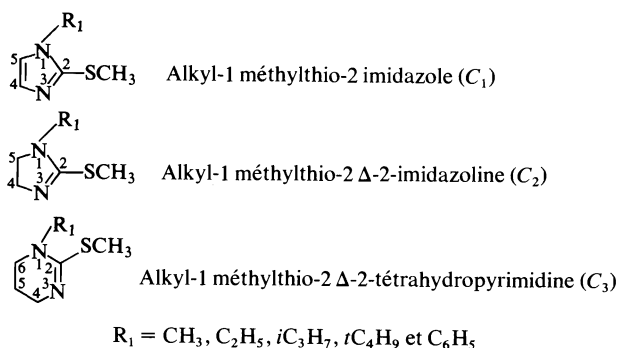 R₁
5 N 1 2 SCH₃ Alkyl-1 méthylthio-2 imidazole (C₁)
4 3 N
R₁
5 N 1 2 SCH₃ Alkyl-1 méthylthio-2 Δ-2-imidazoline (C₂)
4 3 N
R₁
6 N 1 2 SCH₃
5 4 3 N Alkyl-1 méthylthio-2 Δ-2-tétrahydropyrimidine (C₃)
R₁ = CH₃, C₂H₅, iC₃H₇, tC₄H₉ et C₆H₅